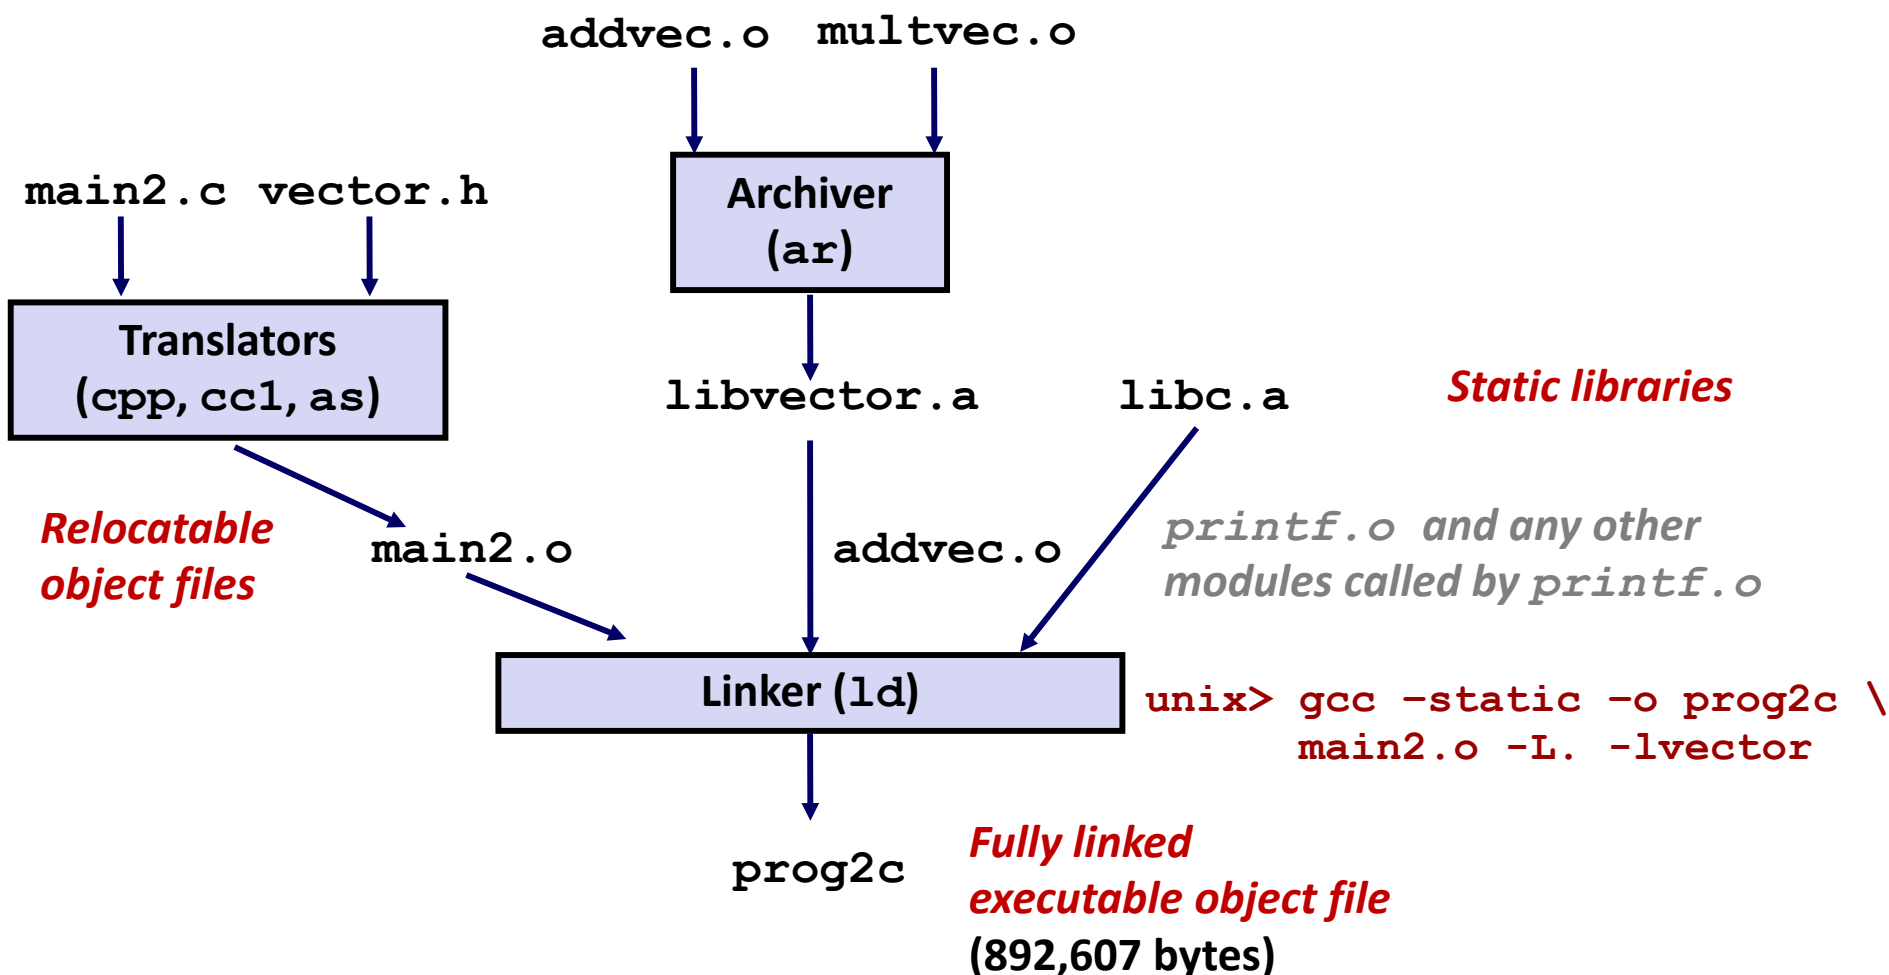 addvec.o multvec.o
main2.c vector.h
Archiver
(ar)
Translators
(cpp, cc1, as)
libvector.a
libc.a
Static libraries
Relocatable
object files
main2.o
addvec.o
printf.o and any other
modules called by printf.o
Linker (ld)
unix> gcc –static –o prog2c \
main2.o -L. -lvector
prog2c
Fully linked
executable object file
(892,607 bytes)